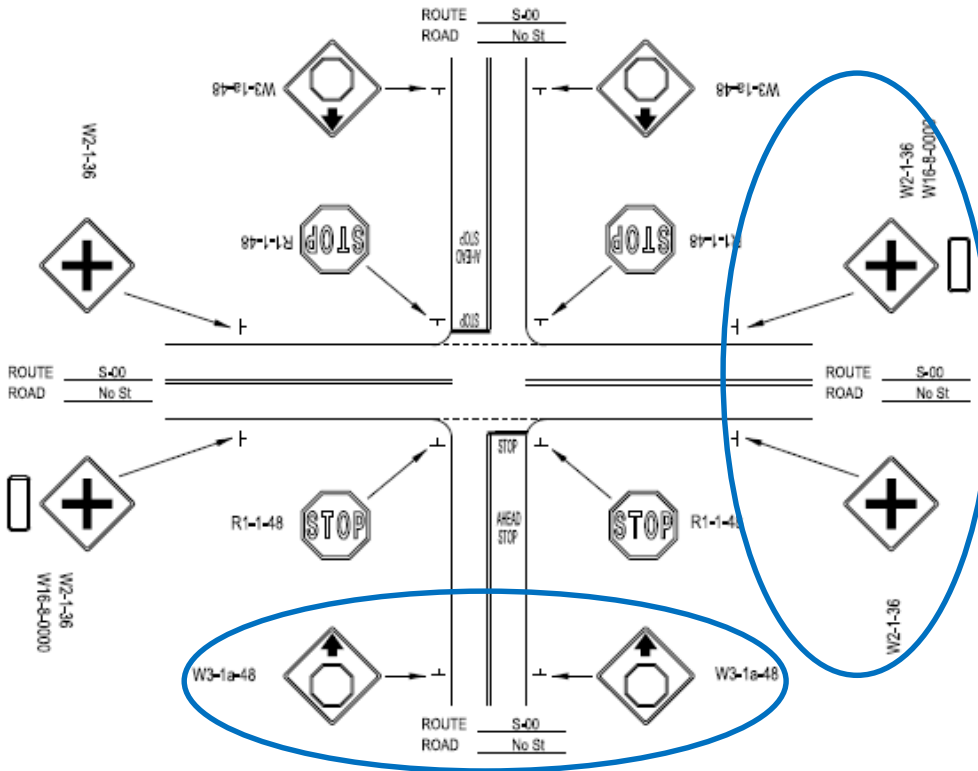 ROUTE S-00
ROAD No St
W3-1a-48
W3-1a-48
W2-1-36
W2-1-36
W16-8-0000
R1-1-48
STOP
AHEAD
STOP
STOP
R1-1-48
STOP
STOP
ROUTE S-00
ROAD No St
ROUTE S-00
ROAD No St
STOP
R1-1-48
STOP
AHEAD
STOP
STOP
R1-1-48
W2-1-36
W16-8-0000
W2-1-36
W3-1a-48
W3-1a-48
ROUTE S-00
ROAD No St